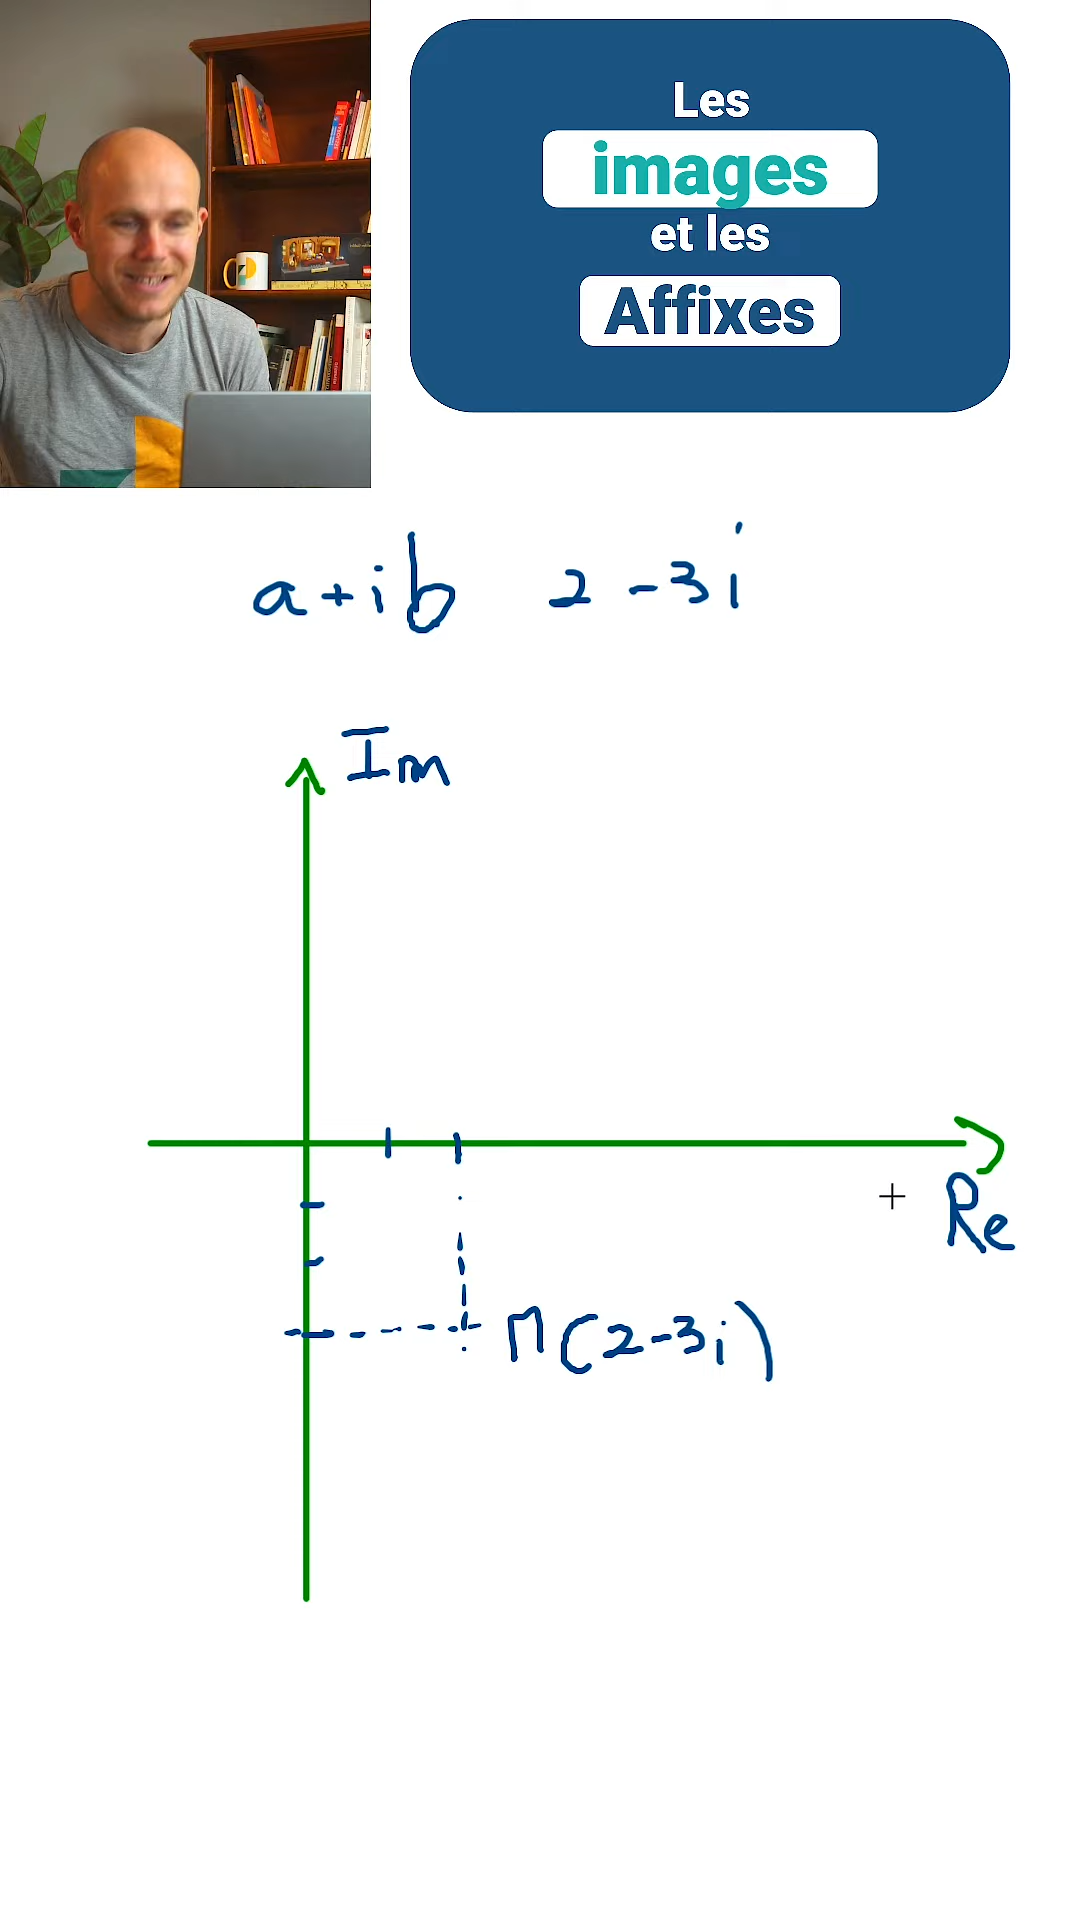 Les
images
et les
Affixes
a+ib 2-3i
Im
Re
M(2-3i)